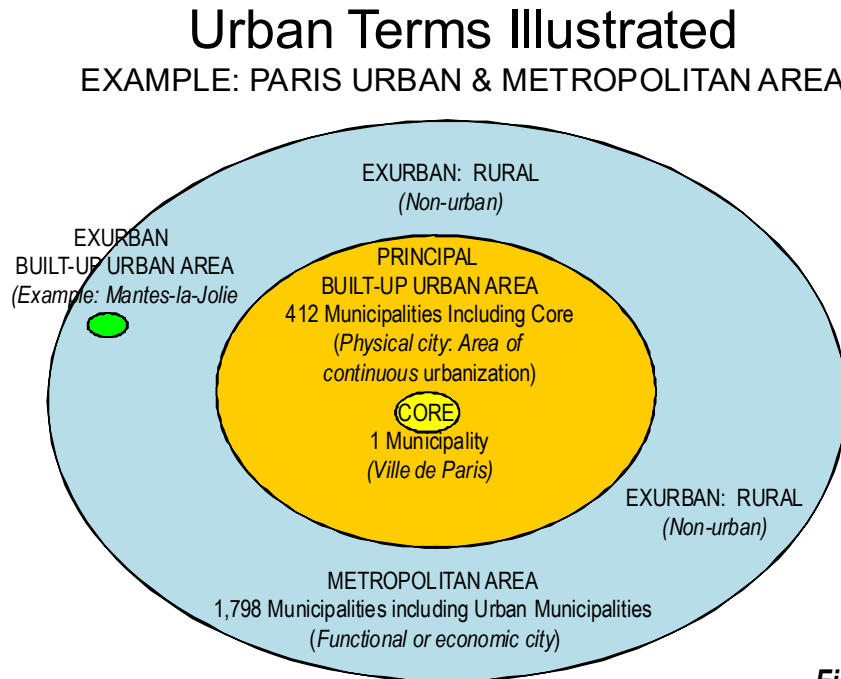 Urban Terms Illustrated
EXAMPLE: PARIS URBAN & METROPOLITAN AREA
EXURBAN: RURAL
(Non-urban)
EXURBAN
BUILT-UP URBAN AREA
(Example: Mantes-la-Jolie
PRINCIPAL
BUILT-UP URBAN AREA
412 Municipalities Including Core
(Physical city: Area of
continuous urbanization)
CORE
1 Municipality
(Ville de Paris)
EXURBAN: RURAL
(Non-urban)
METROPOLITAN AREA
1,798 Municipalities including Urban Municipalities
(Functional or economic city)